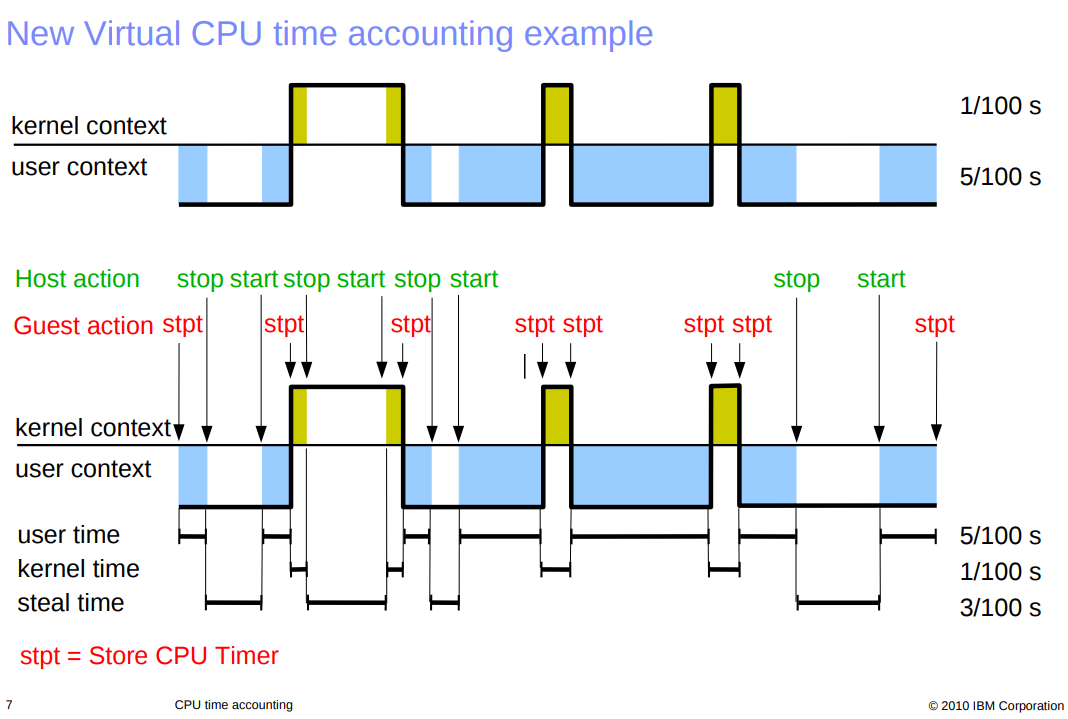 New Virtual CPU time accounting example
1/100 s
kernel context
user context
5/100 s
Host action stop start stop start stop start stop start
Guest action stpt stpt stpt stpt stpt stpt stpt stpt
kernel context
user context
user time 5/100 s
kernel time 1/100 s
steal time 3/100 s
stpt = Store CPU Timer
7 CPU time accounting © 2010 IBM Corporation